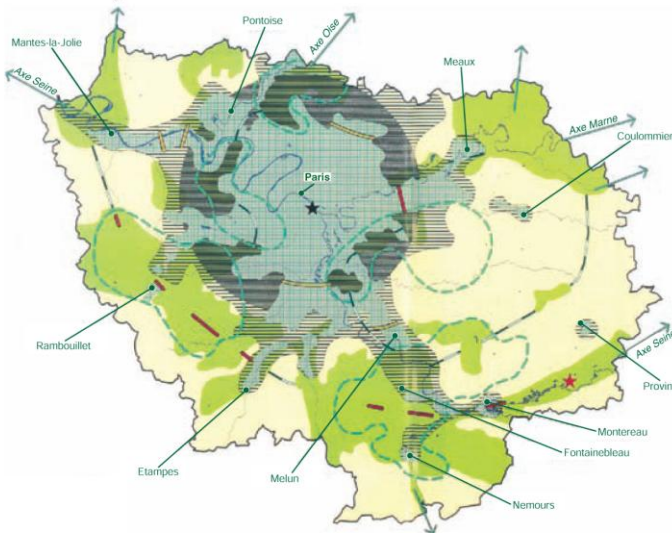 Pontoise
Axe Oise
Mantes-la-Jolie
Meaux
Axe Seine
Axe Marne
Coulommier
Paris
Rambouillet
Provin
Axe Seine
Montereau
Etampes
Fontainebleau
Melun
Nemours